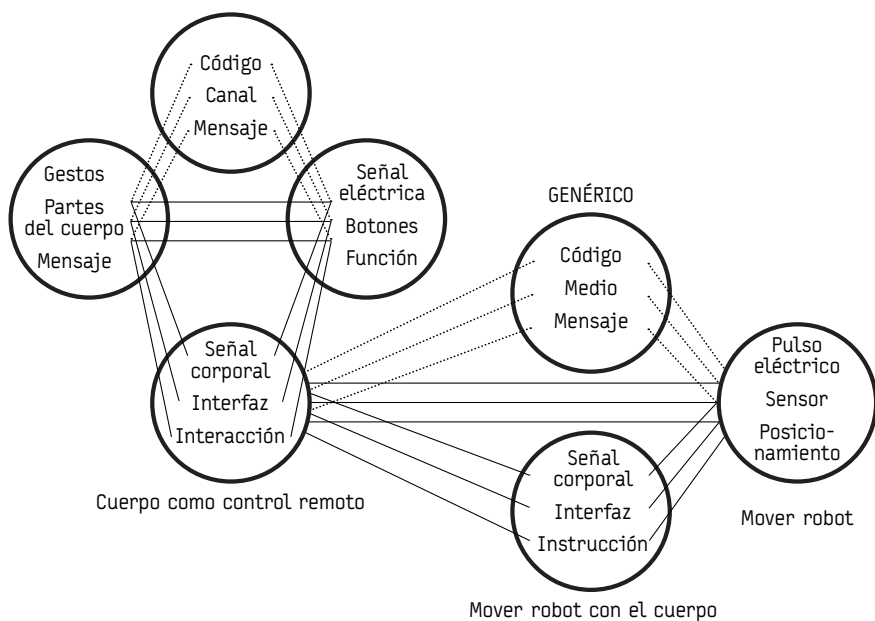 Código
Canal
Mensaje
Gestos
Partes
del cuerpo
Mensaje
Señal
eléctrica
Botones
Función
Señal
corporal
Interfaz
Interacción
Cuerpo como control remoto
GENÉRICO
Código
Medio
Mensaje
Pulso
eléctrico
Sensor
Posicio-
namiento
Mover robot
Señal
corporal
Interfaz
Instrucción
Mover robot con el cuerpo